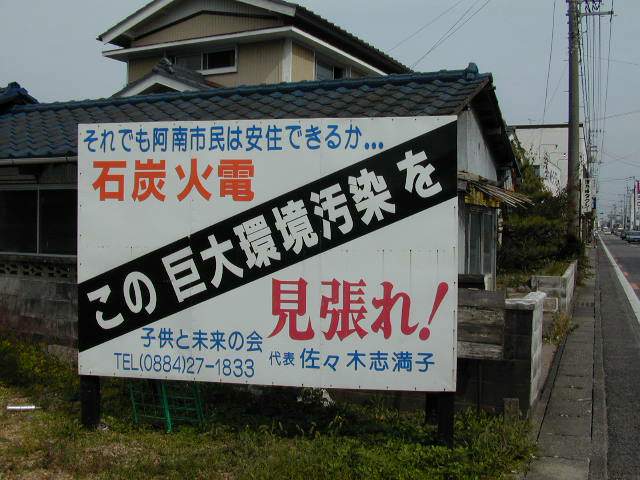 それでも阿南市民は安住できるか...
石炭火電
この巨大環境汚染を
見張れ!
子供と未来の会
TEL(0884)27-1833
代表 佐々木志満子